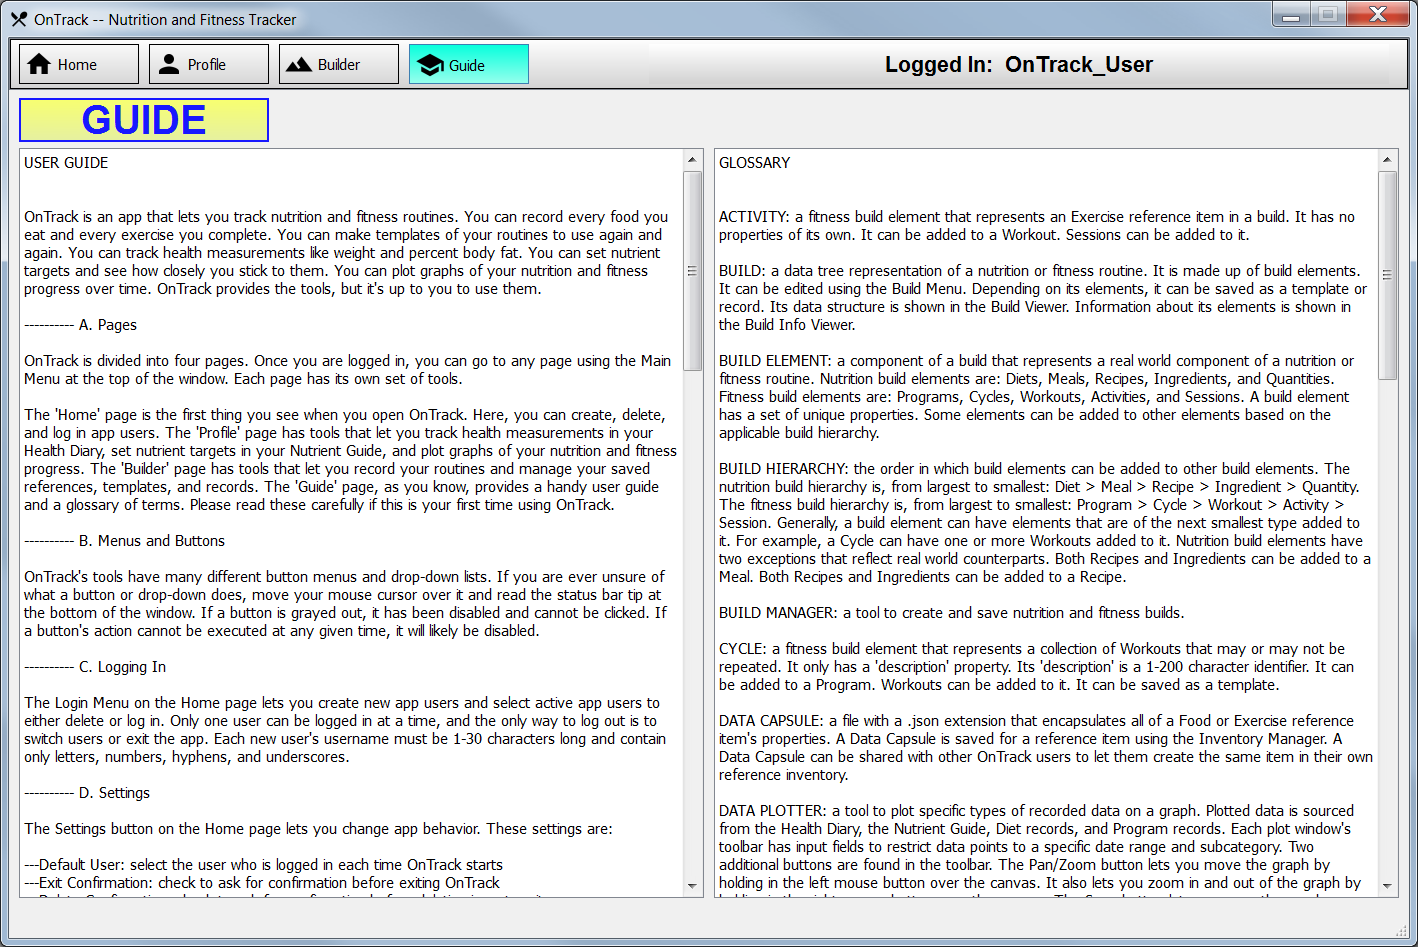 OnTrack -- Nutrition and Fitness Tracker
Home
Profile
Builder
Guide
Logged In:  OnTrack_User
GUIDE
USER GUIDE
OnTrack is an app that lets you track nutrition and fitness routines. You can record every food you
eat and every exercise you complete. You can make templates of your routines to use again and
again. You can track health measurements like weight and percent body fat. You can set nutrient
targets and see how closely you stick to them. You can plot graphs of your nutrition and fitness
progress over time. OnTrack provides the tools, but it's up to you to use them.
---------- A. Pages
OnTrack is divided into four pages. Once you are logged in, you can go to any page using the Main
Menu at the top of the window. Each page has its own set of tools.
The 'Home' page is the first thing you see when you open OnTrack. Here, you can create, delete,
and log in app users. The 'Profile' page has tools that let you track health measurements in your
Health Diary, set nutrient targets in your Nutrient Guide, and plot graphs of your nutrition and fitness
progress. The 'Builder' page has tools that let you record your routines and manage your saved
references, templates, and records. The 'Guide' page, as you know, provides a handy user guide
and a glossary of terms. Please read these carefully if this is your first time using OnTrack.
---------- B. Menus and Buttons
OnTrack's tools have many different button menus and drop-down lists. If you are ever unsure of
what a button or drop-down does, move your mouse cursor over it and read the status bar tip at
the bottom of the window. If a button is grayed out, it has been disabled and cannot be clicked. If
a button's action cannot be executed at any given time, it will likely be disabled.
---------- C. Logging In
The Login Menu on the Home page lets you create new app users and select active app users to
either delete or log in. Only one user can be logged in at a time, and the only way to log out is to
switch users or exit the app. Each new user's username must be 1-30 characters long and contain
only letters, numbers, hyphens, and underscores.
---------- D. Settings
The Settings button on the Home page lets you change app behavior. These settings are:
---Default User: select the user who is logged in each time OnTrack starts
---Exit Confirmation: check to ask for confirmation before exiting OnTrack
GLOSSARY
ACTIVITY: a fitness build element that represents an Exercise reference item in a build. It has no
properties of its own. It can be added to a Workout. Sessions can be added to it.
BUILD: a data tree representation of a nutrition or fitness routine. It is made up of build elements.
It can be edited using the Build Menu. Depending on its elements, it can be saved as a template or
record. Its data structure is shown in the Build Viewer. Information about its elements is shown in
the Build Info Viewer.
BUILD ELEMENT: a component of a build that represents a real world component of a nutrition or
fitness routine. Nutrition build elements are: Diets, Meals, Recipes, Ingredients, and Quantities.
Fitness build elements are: Programs, Cycles, Workouts, Activities, and Sessions. A build element
has a set of unique properties. Some elements can be added to other elements based on the
applicable build hierarchy.
BUILD HIERARCHY: the order in which build elements can be added to other build elements. The
nutrition build hierarchy is, from largest to smallest: Diet > Meal > Recipe > Ingredient > Quantity.
The fitness build hierarchy is, from largest to smallest: Program > Cycle > Workout > Activity >
Session. Generally, a build element can have elements that are of the next smallest type added to
it. For example, a Cycle can have one or more Workouts added to it. Nutrition build elements have
two exceptions that reflect real world counterparts. Both Recipes and Ingredients can be added to a
Meal. Both Recipes and Ingredients can be added to a Recipe.
BUILD MANAGER: a tool to create and save nutrition and fitness builds.
CYCLE: a fitness build element that represents a collection of Workouts that may or may not be
repeated. It only has a 'description' property. Its 'description' is a 1-200 character identifier. It can
be added to a Program. Workouts can be added to it. It can be saved as a template.
DATA CAPSULE: a file with a .json extension that encapsulates all of a Food or Exercise reference
item's properties. A Data Capsule is saved for a reference item using the Inventory Manager. A
Data Capsule can be shared with other OnTrack users to let them create the same item in their own
reference inventory.
DATA PLOTTER: a tool to plot specific types of recorded data on a graph. Plotted data is sourced
from the Health Diary, the Nutrient Guide, Diet records, and Program records. Each plot window's
toolbar has input fields to restrict data points to a specific date range and subcategory. Two
additional buttons are found in the toolbar. The Pan/Zoom button lets you move the graph by
holding in the left mouse button over the canvas. It also lets you zoom in and out of the graph by